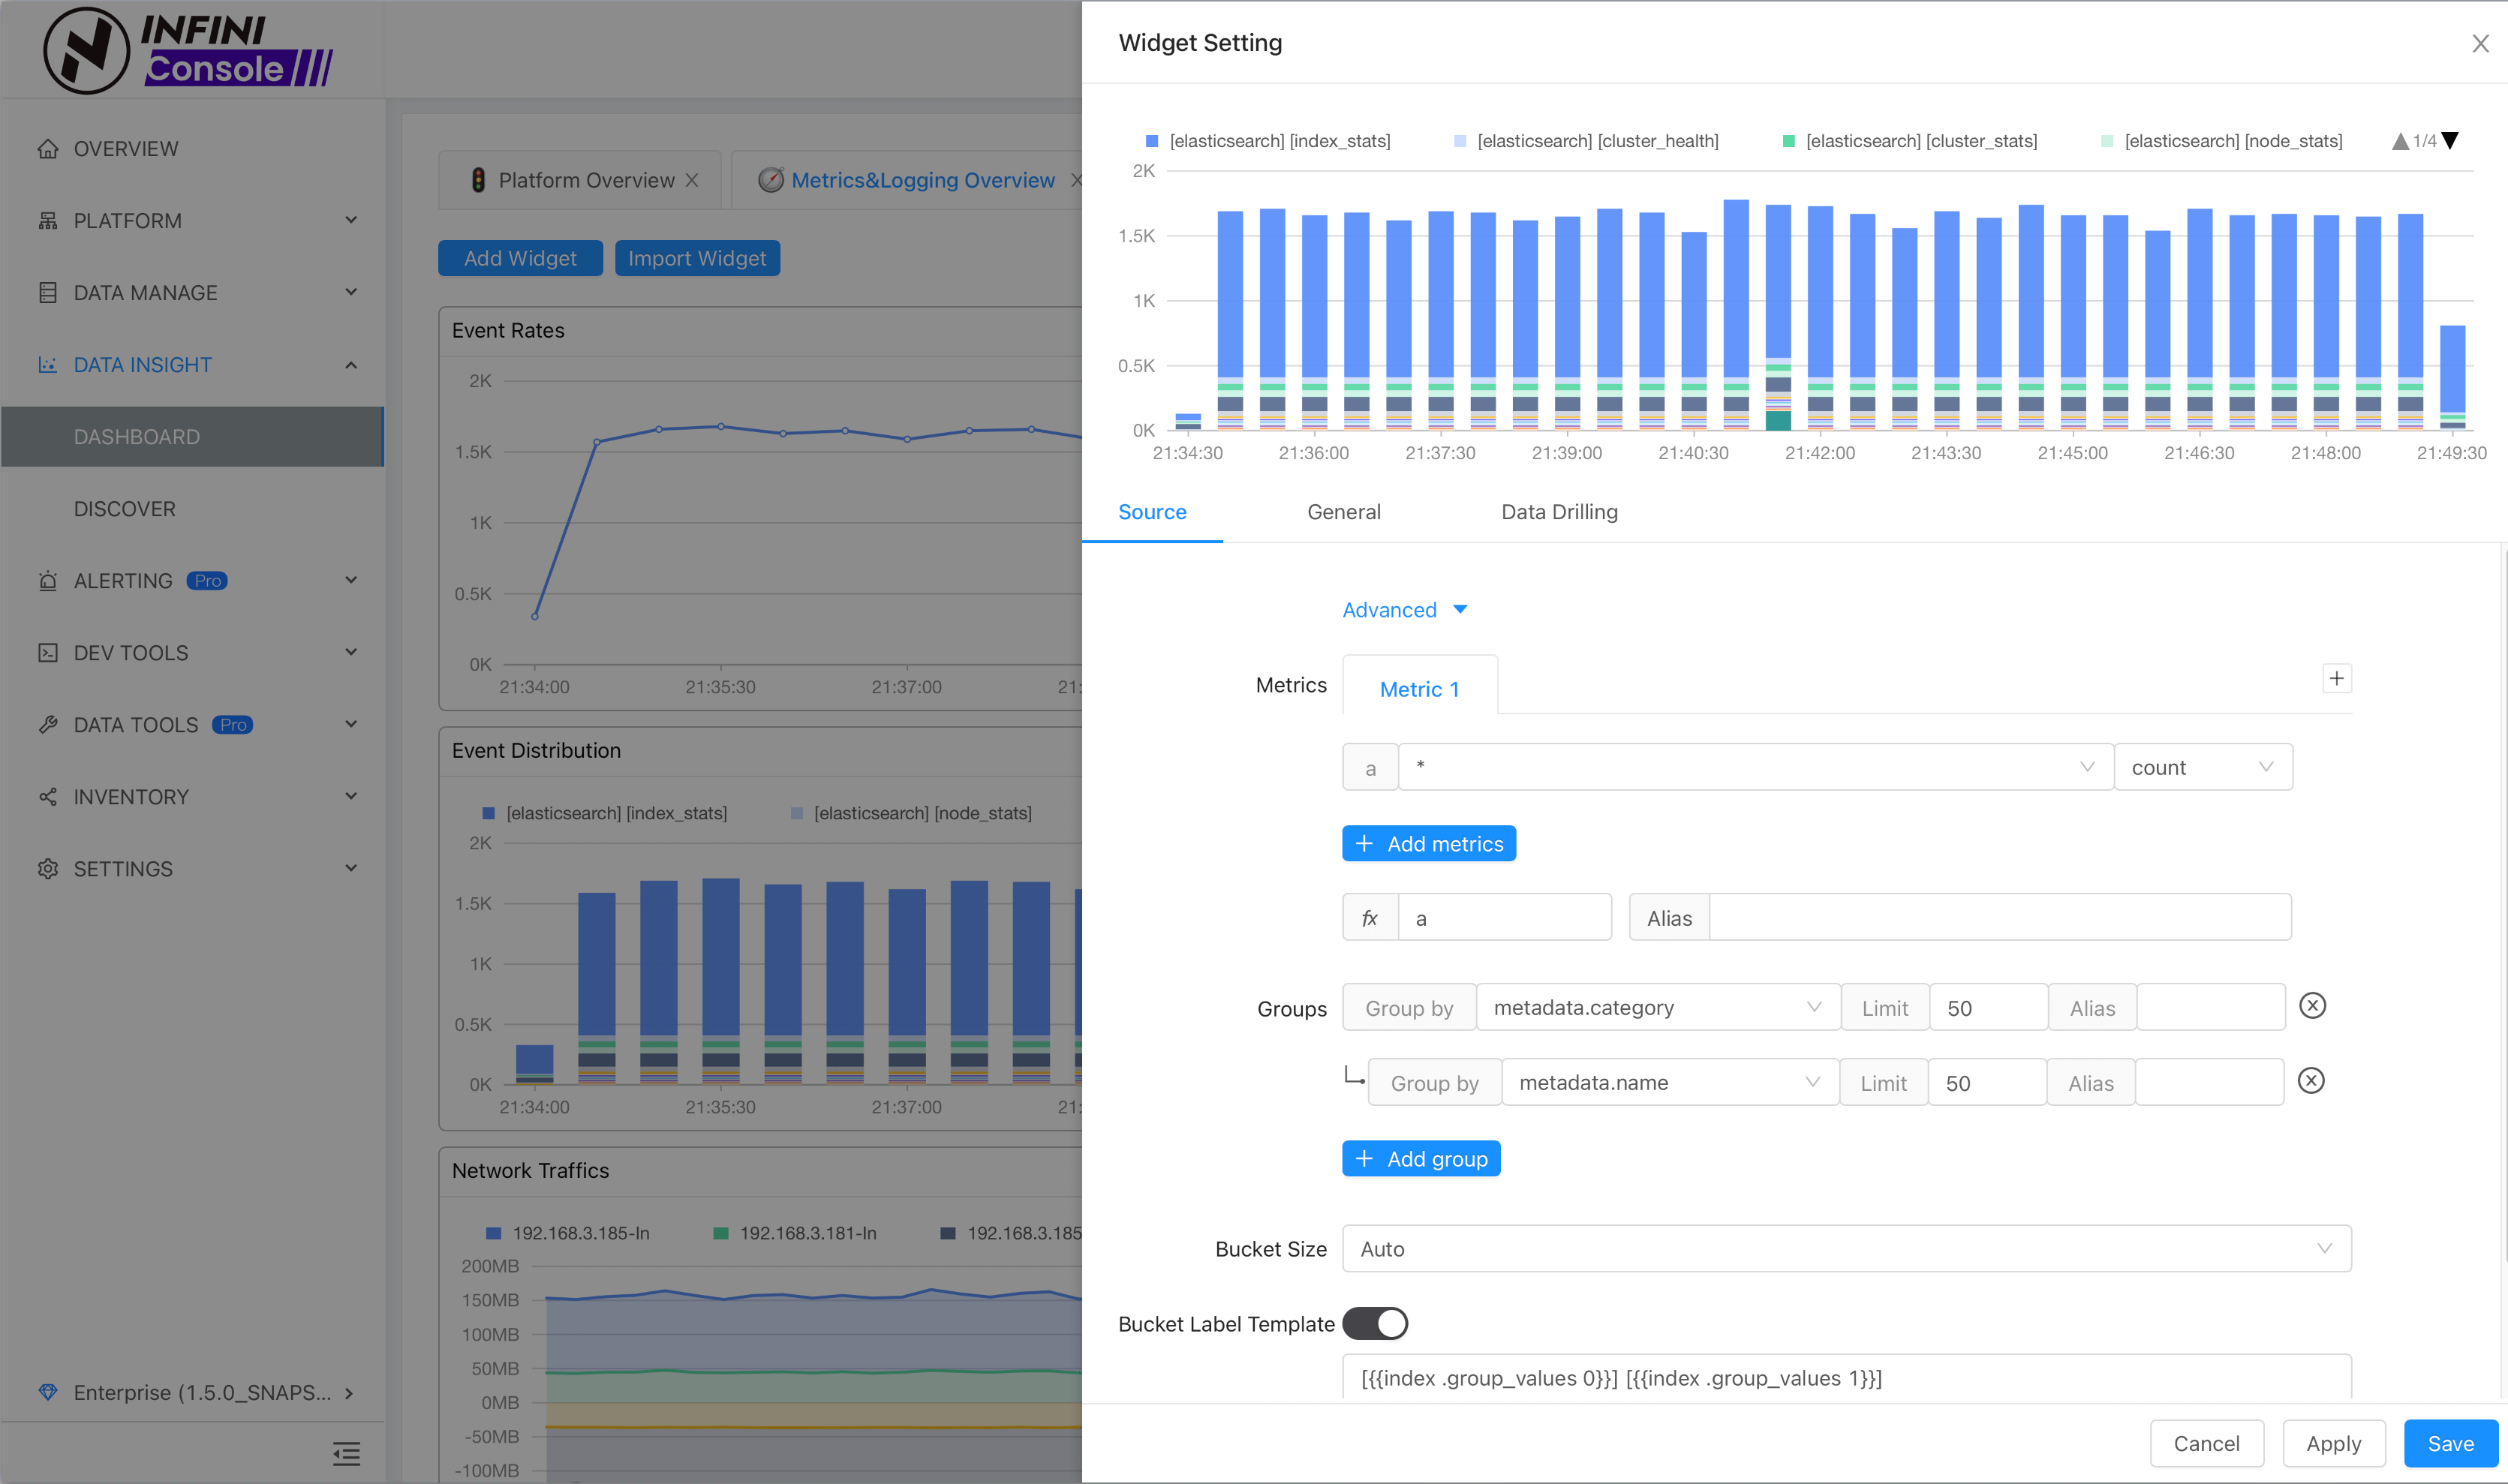 INFINI
Console
OVERVIEW
PLATFORM
DATA MANAGE
DATA INSIGHT
DASHBOARD
DISCOVER
ALERTING Pro
DEV TOOLS
DATA TOOLS Pro
INVENTORY
SETTINGS
Enterprise (1.5.0_SNAPS...
Platform Overview
Metrics&Logging Overview
Add Widget
Import Widget
Event Rates
2K
1.5K
1K
0.5K
0K
21:34:00 21:35:30 21:37:00 21:
Event Distribution
[elasticsearch] [index_stats] [elasticsearch] [node_stats]
2K
1.5K
1K
0.5K
0K
21:34:00 21:35:30 21:37:00 21:
Network Traffics
192.168.3.185-In 192.168.3.181-In 192.168.3.185
200MB
150MB
100MB
50MB
0MB
-50MB
-100MB
Widget Setting
[elasticsearch] [index_stats] [elasticsearch] [cluster_health] [elasticsearch] [cluster_stats] [elasticsearch] [node_stats] 1/4
2K
1.5K
1K
0.5K
0K
21:34:30 21:36:00 21:37:30 21:39:00 21:40:30 21:42:00 21:43:30 21:45:00 21:46:30 21:48:00 21:49:30
Source General Data Drilling
Advanced
Metrics Metric 1
a * count
+ Add metrics
fx a Alias
Groups Group by metadata.category Limit 50 Alias
Group by metadata.name Limit 50 Alias
+ Add group
Bucket Size Auto
Bucket Label Template
[{{index .group_values 0}}] [{{index .group_values 1}}]
Cancel Apply Save